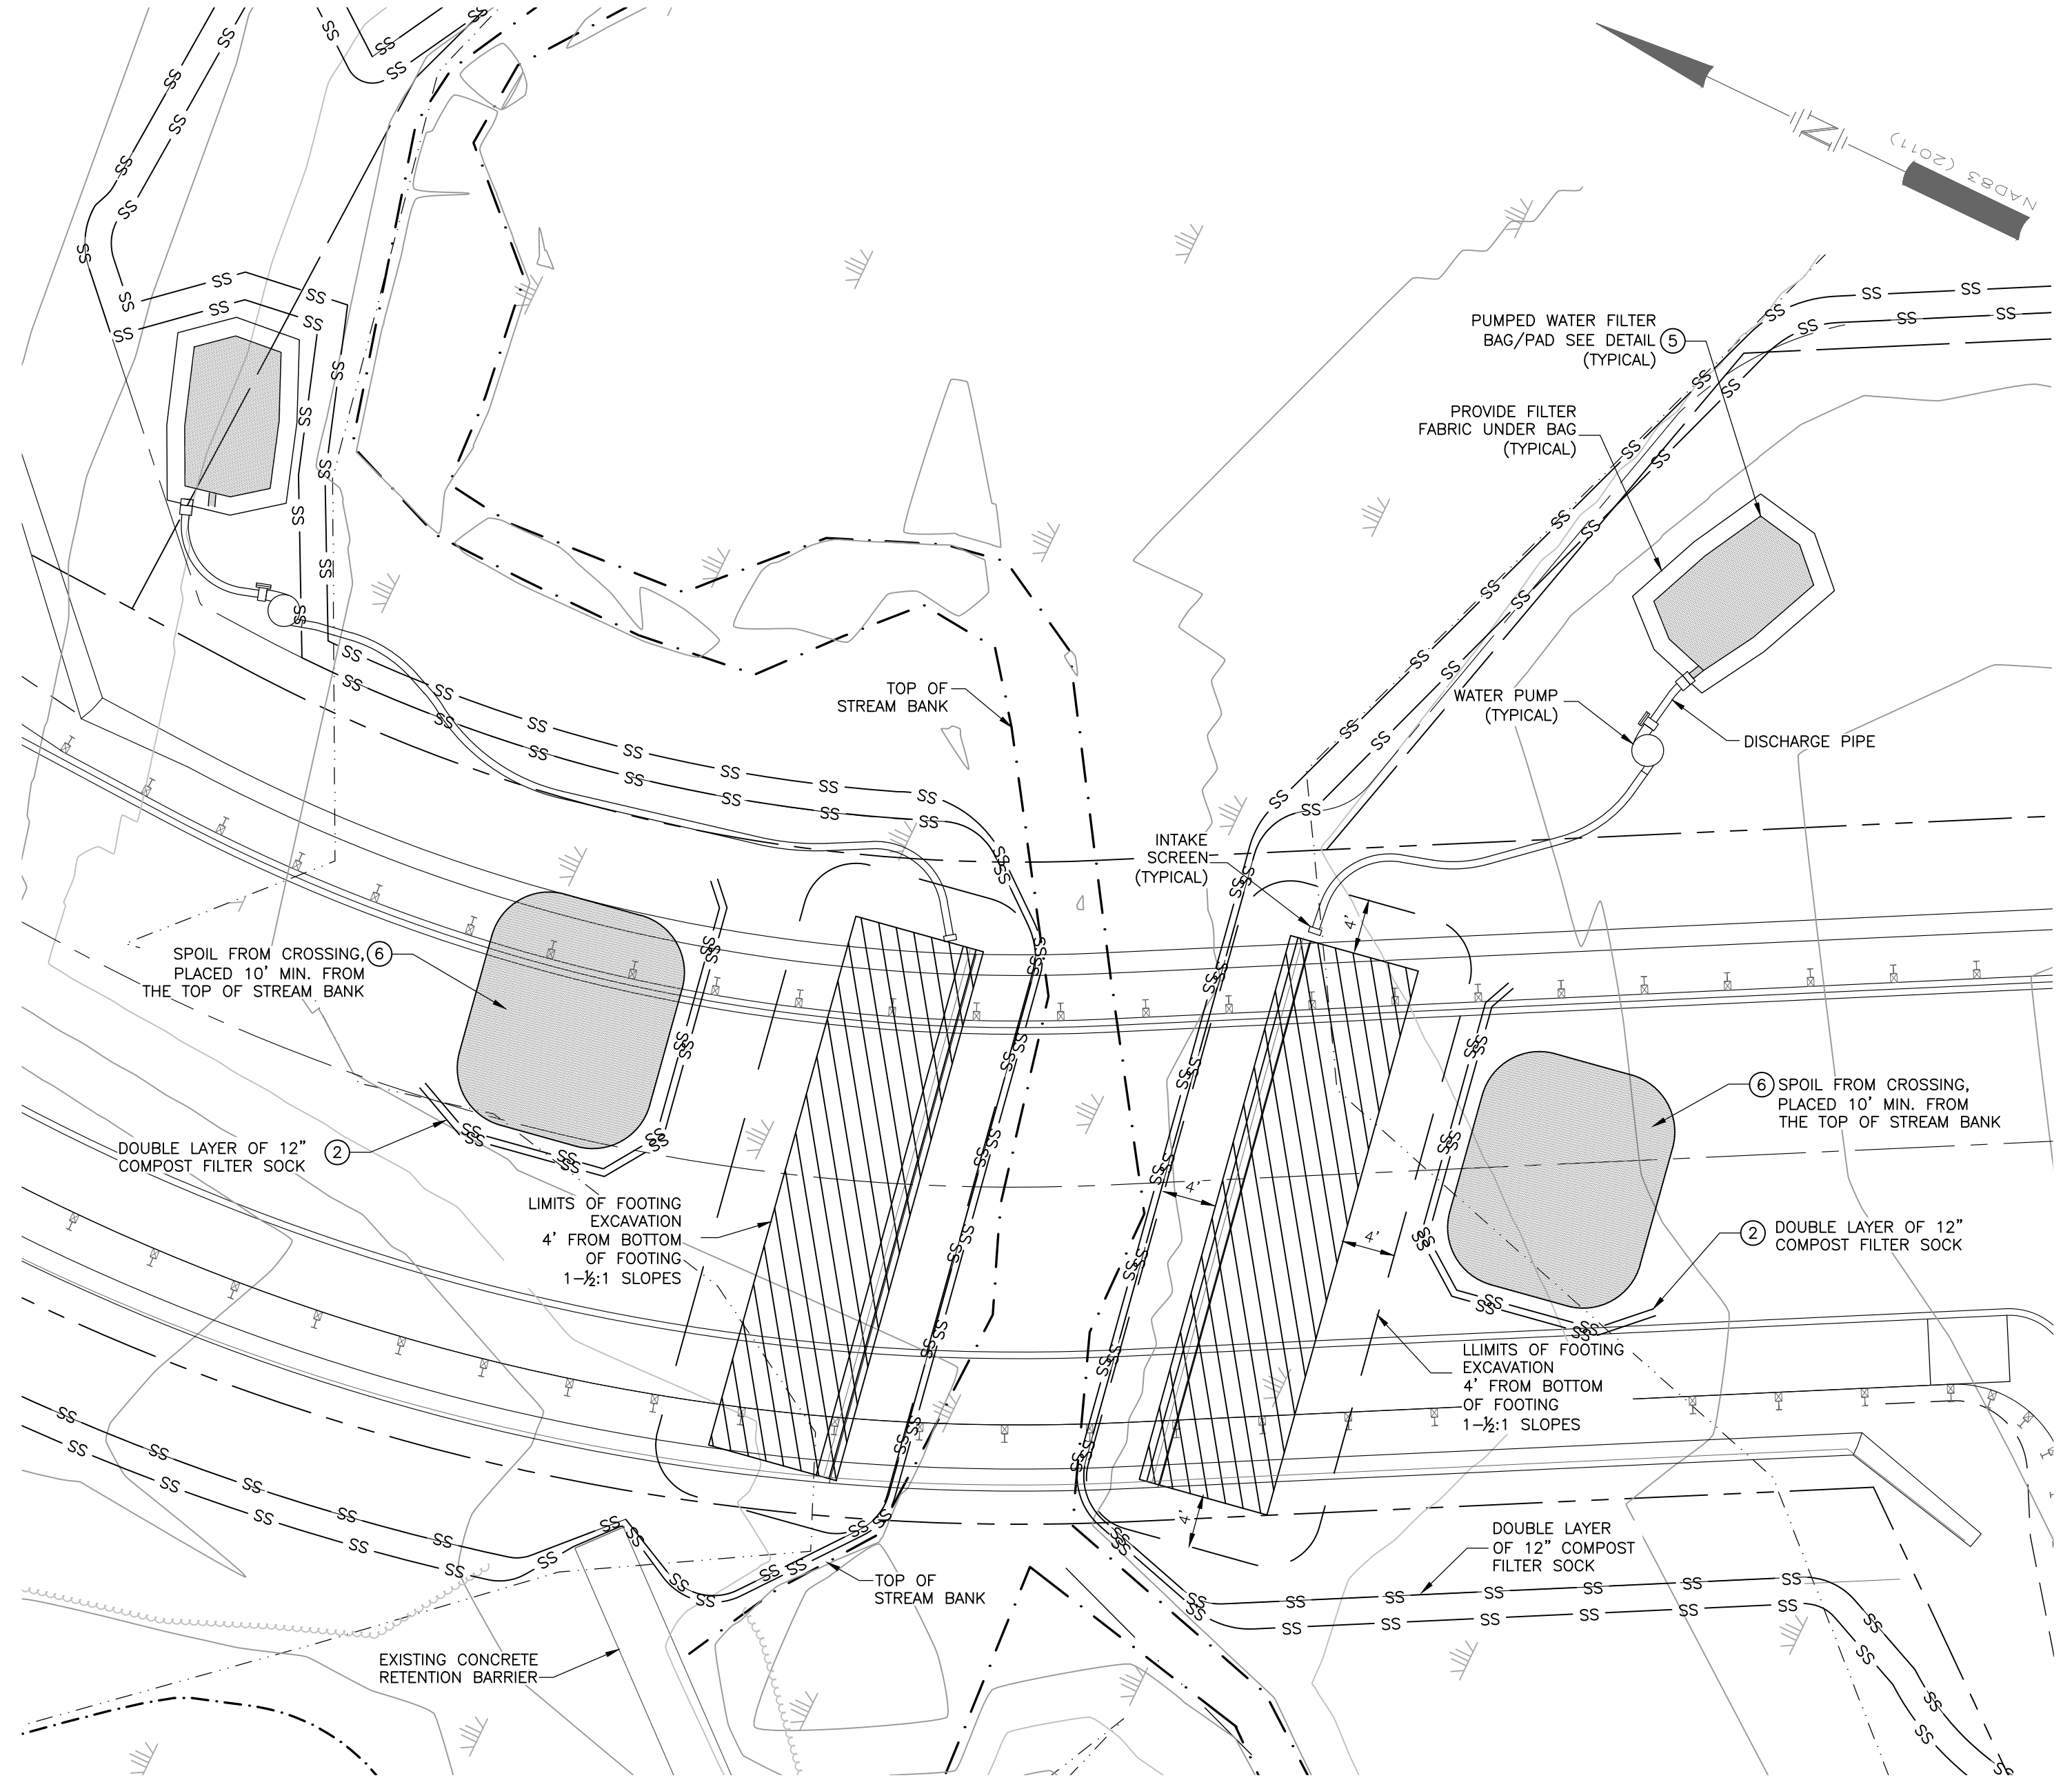 N
NAD83 (2011)
PUMPED WATER FILTER
BAG/PAD SEE DETAIL 5
(TYPICAL)
PROVIDE FILTER
FABRIC UNDER BAG
(TYPICAL)
TOP OF
STREAM BANK
WATER PUMP
(TYPICAL)
DISCHARGE PIPE
INTAKE
SCREEN
(TYPICAL)
4'
SPOIL FROM CROSSING, 6
PLACED 10' MIN. FROM
THE TOP OF STREAM BANK
6 SPOIL FROM CROSSING,
PLACED 10' MIN. FROM
THE TOP OF STREAM BANK
DOUBLE LAYER OF 12" 2
COMPOST FILTER SOCK
4'
LIMITS OF FOOTING
EXCAVATION
4' FROM BOTTOM
OF FOOTING
1-½:1 SLOPES
4'
2 DOUBLE LAYER OF 12"
COMPOST FILTER SOCK
LLIMITS OF FOOTING
EXCAVATION
4' FROM BOTTOM
OF FOOTING
1-½:1 SLOPES
4'
DOUBLE LAYER
OF 12" COMPOST
FILTER SOCK
TOP OF
STREAM BANK
EXISTING CONCRETE
RETENTION BARRIER
SS SS SS SS SS SS